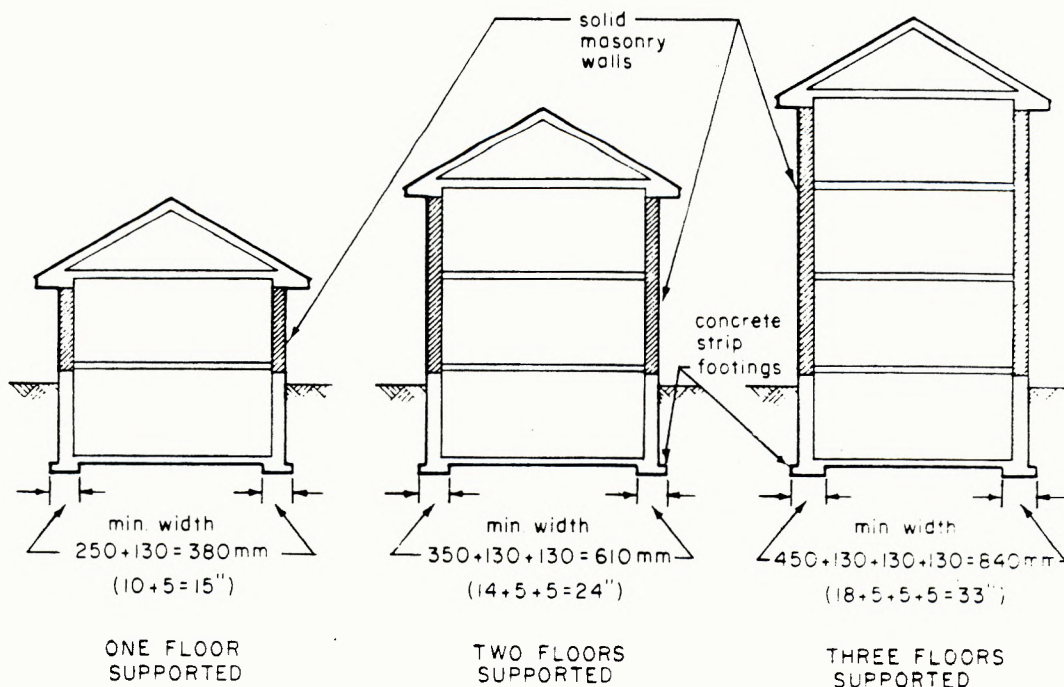 solid
masonry
walls
concrete
strip
footings
min. width
250+130=380mm
(10+5=15")
ONE FLOOR
SUPPORTED
min. width
350+130+130=610mm
(14+5+5=24")
TWO FLOORS
SUPPORTED
min. width
450+130+130+130=840mm
(18+5+5+5=33")
THREE FLOORS
SUPPORTED